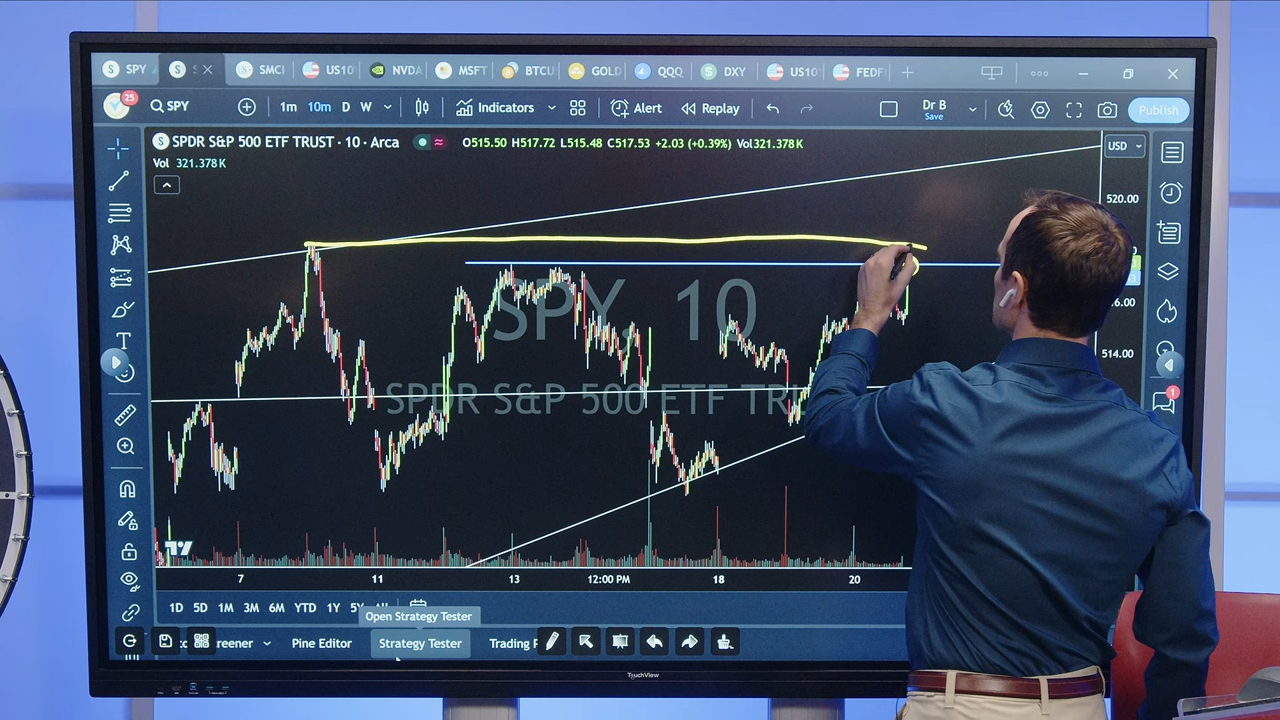 SPY
SMCI
US10
NVDA
MSFT
BTCU
GOLD
QQQ
DXY
US10
FEDF
25
SPY
1m 10m D W
Indicators
Alert
Replay
Dr B
Save
Publish
SPDR S&P 500 ETF TRUST · 10 · Arca
O515.50 H517.72 L515.48 C517.53 +2.03 (+0.39%) Vol321.378K
USD
Vol 321.378K
520.00
SPY, 10
514.00
SPDR S&P 500 ETF TRU
1
7 11 13 12:00 PM 18 20
1D 5D 1M 3M 6M YTD 1Y
Open Strategy Tester
Pine Editor
Strategy Tester
Trading
TouchView